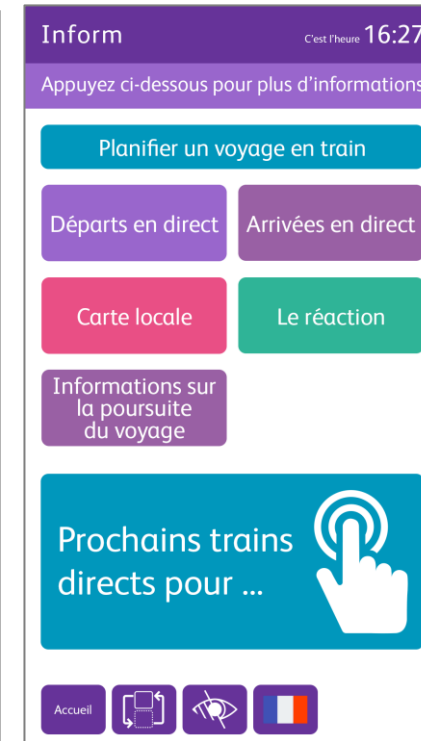 Inform
C'est l'heure 16:27
Appuyez ci-dessous pour plus d'informations
Planifier un voyage en train
Départs en direct
Arrivées en direct
Carte locale
Le réaction
Informations sur
la poursuite
du voyage
Prochains trains
directs pour ...
Accueil